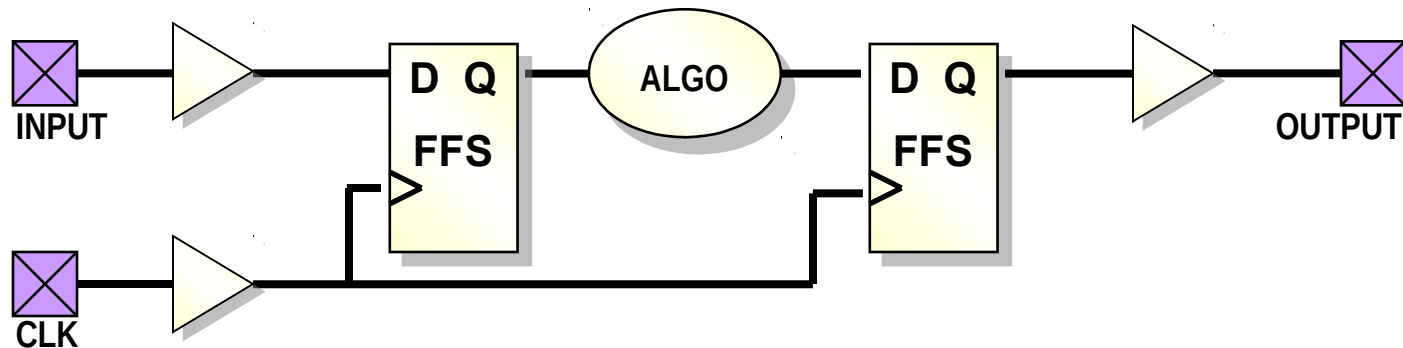 D Q
ALGO
D Q
INPUT
OUTPUT
FFS
FFS
CLK